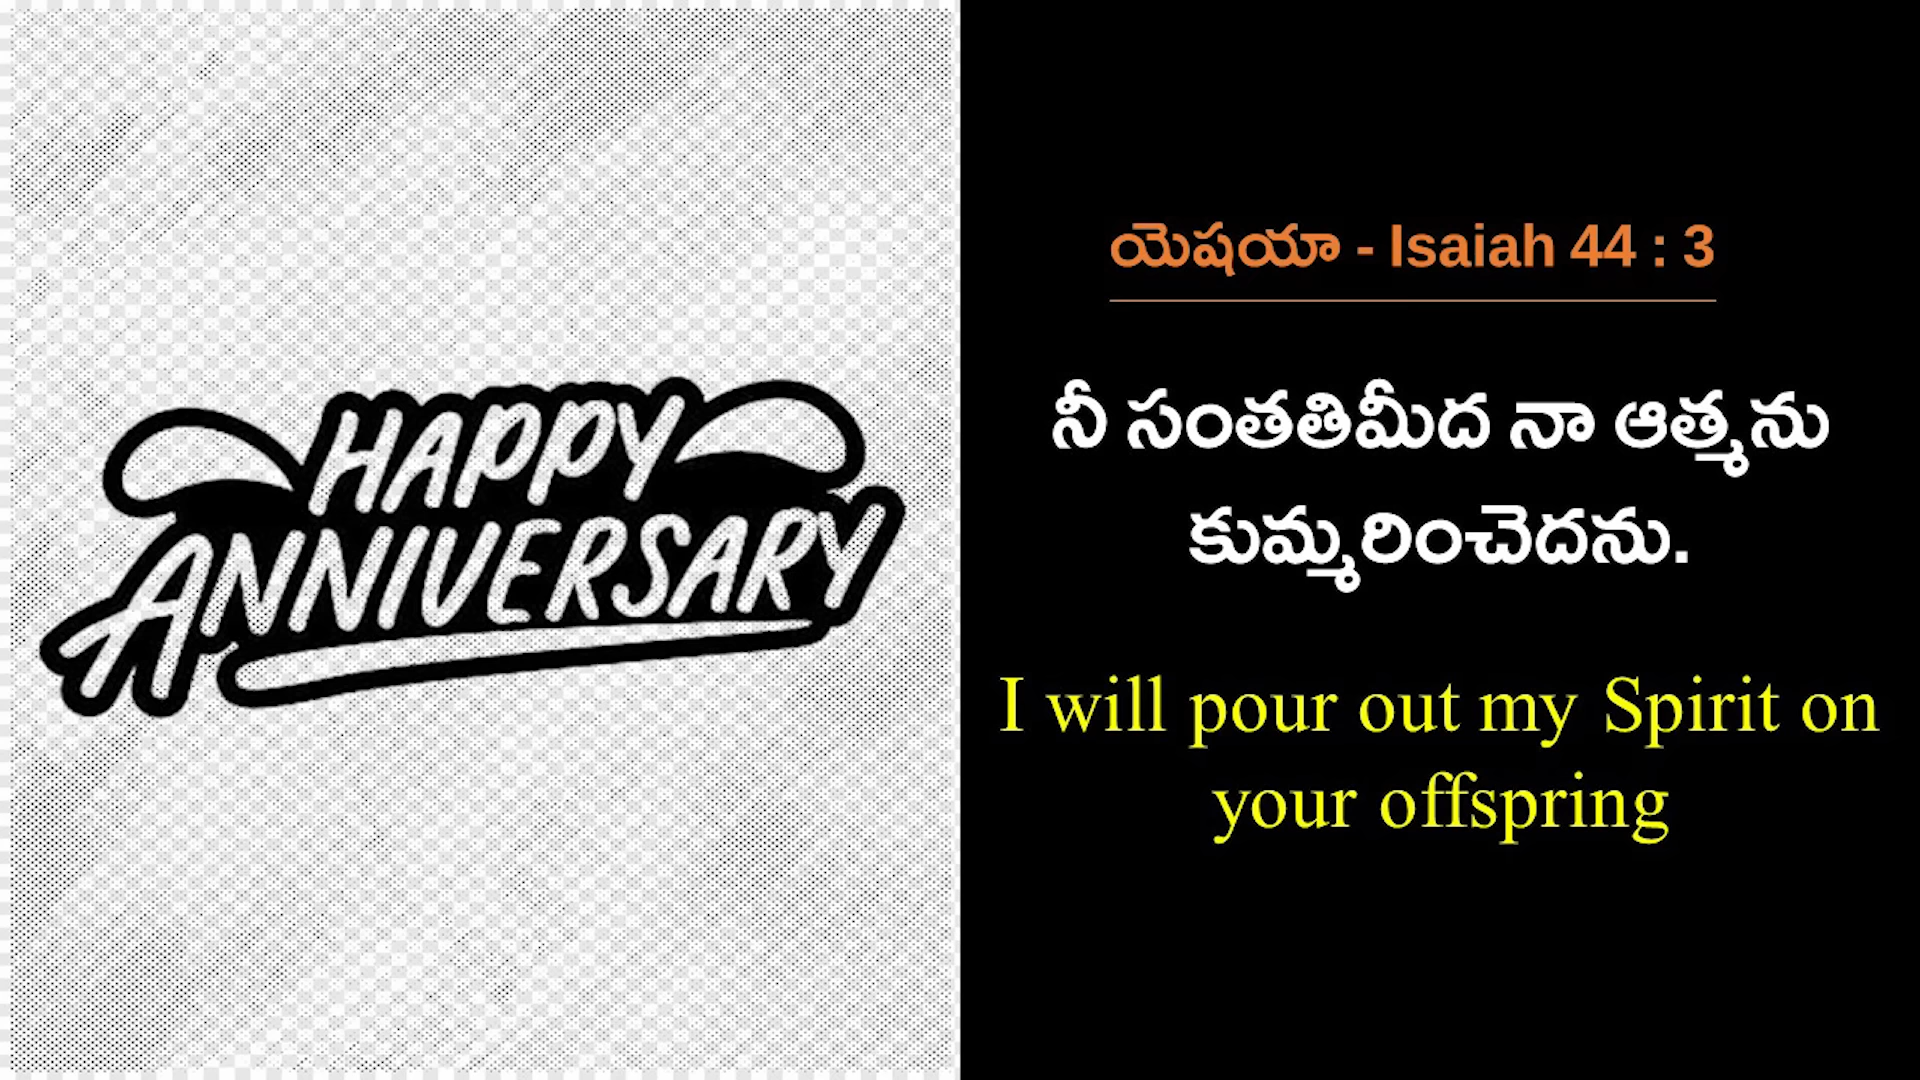 HAPPY
ANNIVERSARY
యెషయా - Isaiah 44 : 3
నీ సంతతిమీద నా ఆత్మను
కుమ్మరించెదను.
I will pour out my Spirit on
your offspring